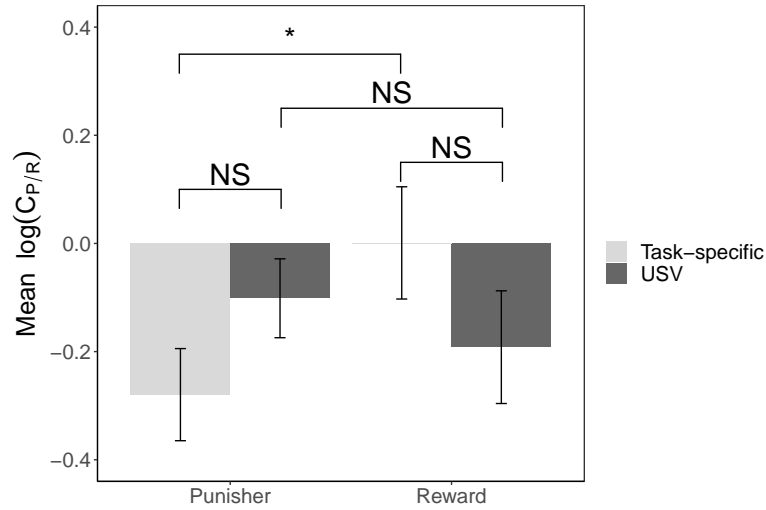 0.4
0.2
0.0
−0.2
−0.4
Mean log(CP/R)
*
NS
NS
NS
Punisher
Reward
Task−specific
USV